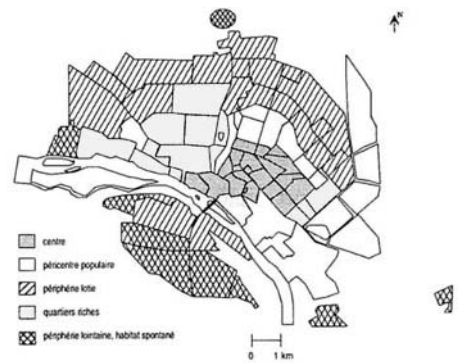 N
centre
péricentre populaire
périphérie lotie
quartiers riches
périphérie lointaine, habitat spontané
0 1 km